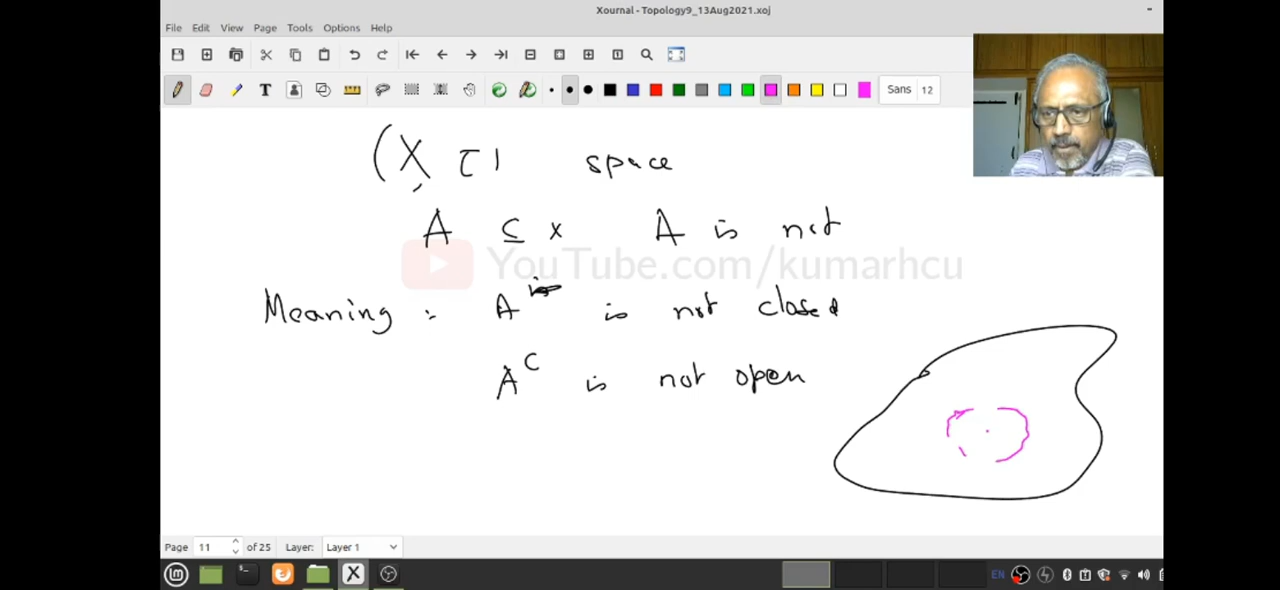 Xournal - Topology9_13Aug2021.xoj
File Edit View Page Tools Options Help
Sans 12
(X, τ) space
A ⊆ X A is not
YouTube.com/kumarhcu
Meaning : A is not closed
A^C is not open
Page 11 of 25 Layer: Layer 1
EN